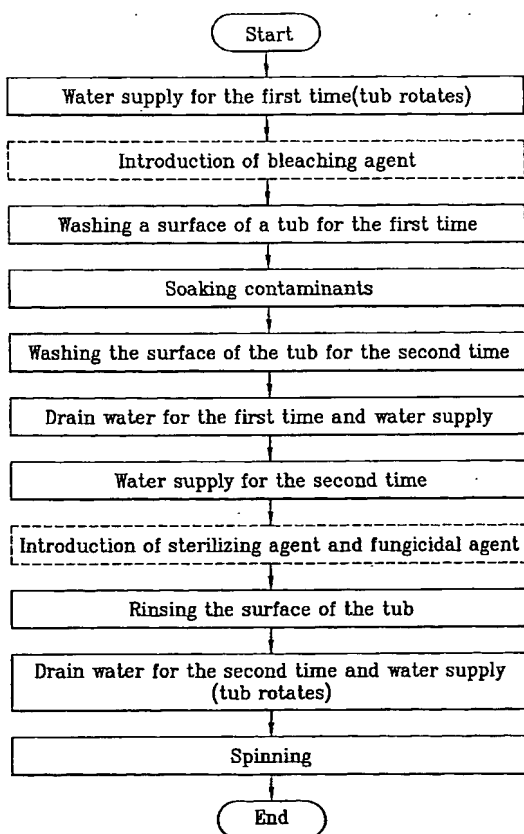 Start
Water supply for the first time(tub rotates)
Introduction of bleaching agent
Washing a surface of a tub for the first time
Soaking contaminants
Washing the surface of the tub for the second time
Drain water for the first time and water supply
Water supply for the second time
Introduction of sterilizing agent and fungicidal agent
Rinsing the surface of the tub
Drain water for the second time and water supply
(tub rotates)
Spinning
End